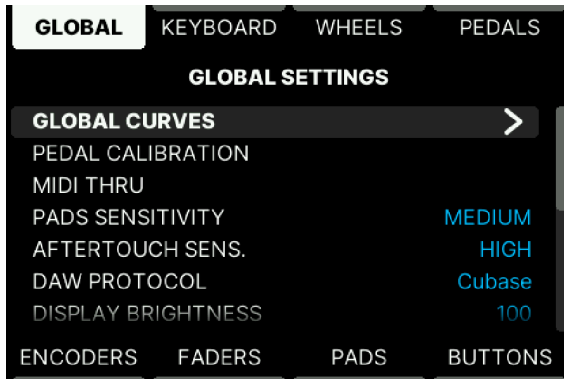 GLOBAL KEYBOARD WHEELS PEDALS
GLOBAL SETTINGS
GLOBAL CURVES >
PEDAL CALIBRATION
MIDI THRU
PADS SENSITIVITY MEDIUM
AFTERTOUCH SENS. HIGH
DAW PROTOCOL Cubase
DISPLAY BRIGHTNESS 100
ENCODERS FADERS PADS BUTTONS